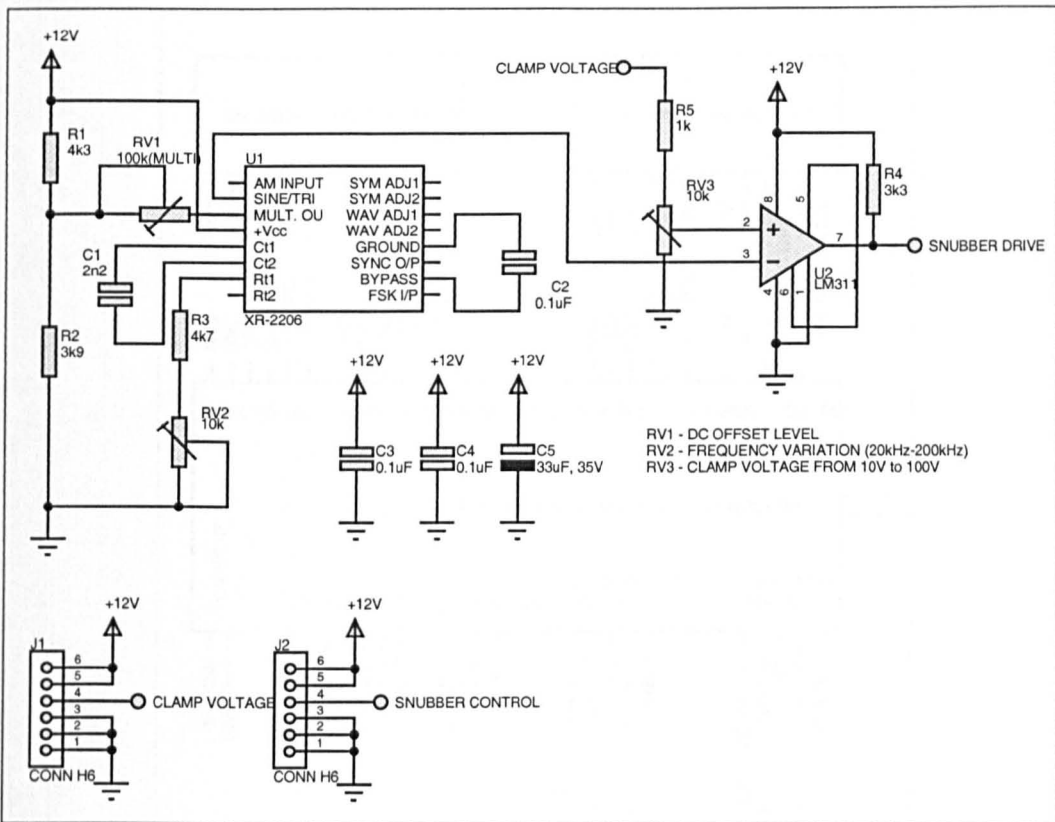 +12V
R1
4k3
RV1
100k(MULTI)
U1
AM INPUT
SINE/TRI
MULT. OU
+Vcc
Ct1
Ct2
Rt1
Rt2
SYM ADJ1
SYM ADJ2
WAV ADJ1
WAV ADJ2
GROUND
SYNC O/P
BYPASS
FSK I/P
XR-2206
C1
2n2
R2
3k9
R3
4k7
RV2
10k
C2
0.1uF
CLAMP VOLTAGE
R5
1k
RV3
10k
+12V
R4
3k3
8
5
2
+
3
−
7
4
6
1
U2
LM311
SNUBBER DRIVE
+12V
C3
0.1uF
+12V
C4
0.1uF
+12V
C5
33uF, 35V
RV1 - DC OFFSET LEVEL
RV2 - FREQUENCY VARIATION (20kHz-200kHz)
RV3 - CLAMP VOLTAGE FROM 10V to 100V
+12V
J1
6
5
4
3
2
1
CLAMP VOLTAGE
CONN H6
+12V
J2
6
5
4
3
2
1
SNUBBER CONTROL
CONN H6